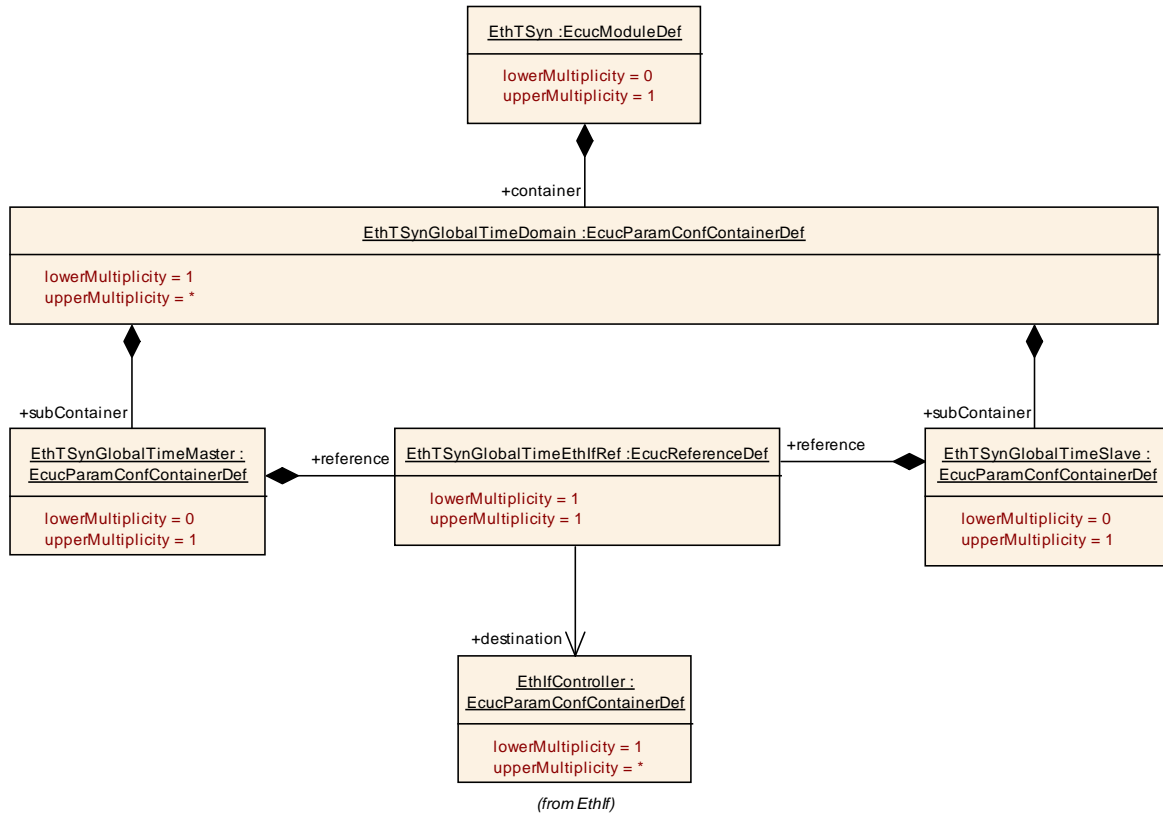 EthTSyn :EcucModuleDef
lowerMultiplicity = 0
upperMultiplicity = 1
+container
EthTSynGlobalTimeDomain :EcucParamConfContainerDef
lowerMultiplicity = 1
upperMultiplicity = *
+subContainer
+subContainer
EthTSynGlobalTimeMaster :
EcucParamConfContainerDef
lowerMultiplicity = 0
upperMultiplicity = 1
+reference
EthTSynGlobalTimeEthIfRef :EcucReferenceDef
lowerMultiplicity = 1
upperMultiplicity = 1
+reference
EthTSynGlobalTimeSlave :
EcucParamConfContainerDef
lowerMultiplicity = 0
upperMultiplicity = 1
+destination
EthIfController :
EcucParamConfContainerDef
lowerMultiplicity = 1
upperMultiplicity = *
(from EthIf)